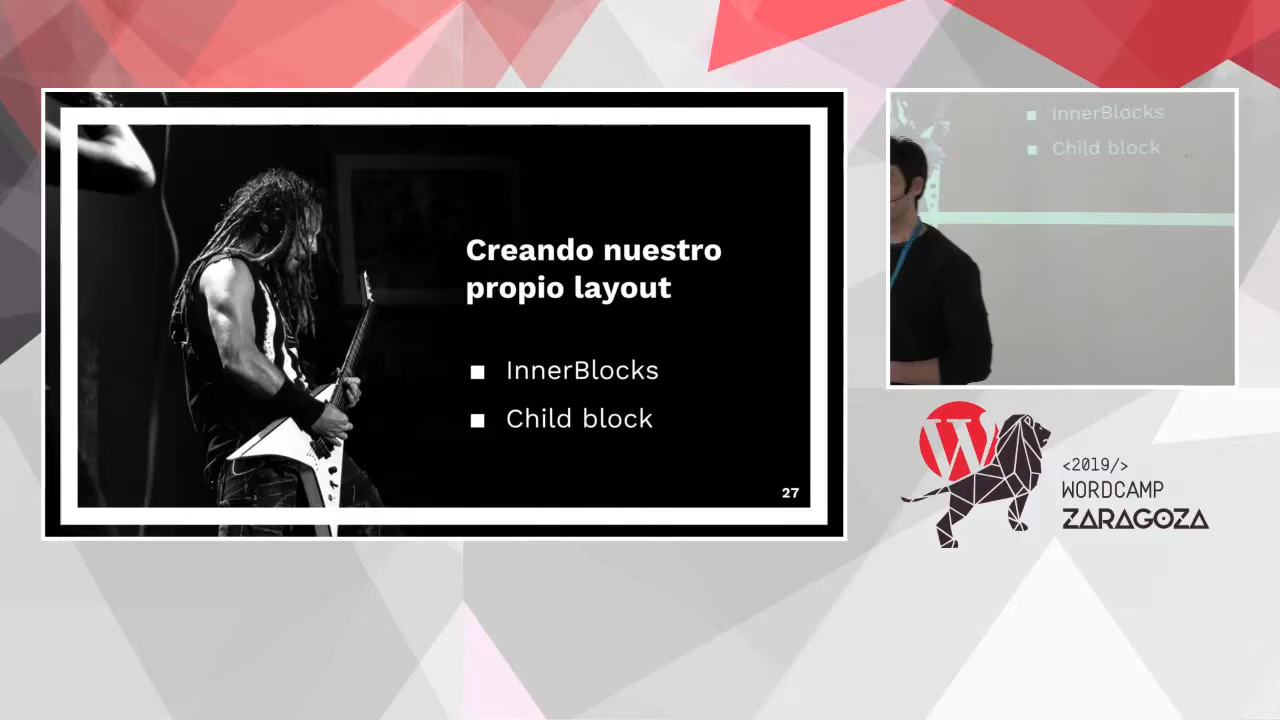 Creando nuestro
propio layout
■ InnerBlocks
■ Child block
27
■ InnerBlocks
■ Child block
W
<2019/>
WORDCAMP
ZARAGOZA